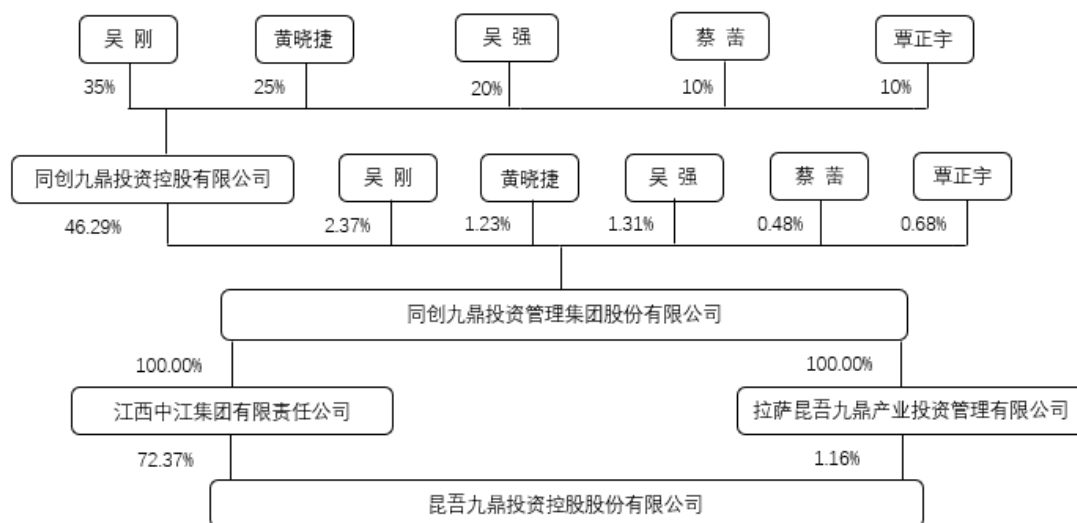 吴 刚
黄晓捷
吴 强
蔡 蕾
覃正宇
35%
25%
20%
10%
10%
同创九鼎投资控股有限公司
吴 刚
黄晓捷
吴 强
蔡 蕾
覃正宇
46.29%
2.37%
1.23%
1.31%
0.48%
0.68%
同创九鼎投资管理集团股份有限公司
100.00%
100.00%
江西中江集团有限责任公司
拉萨昆吾九鼎产业投资管理有限公司
72.37%
1.16%
昆吾九鼎投资控股股份有限公司